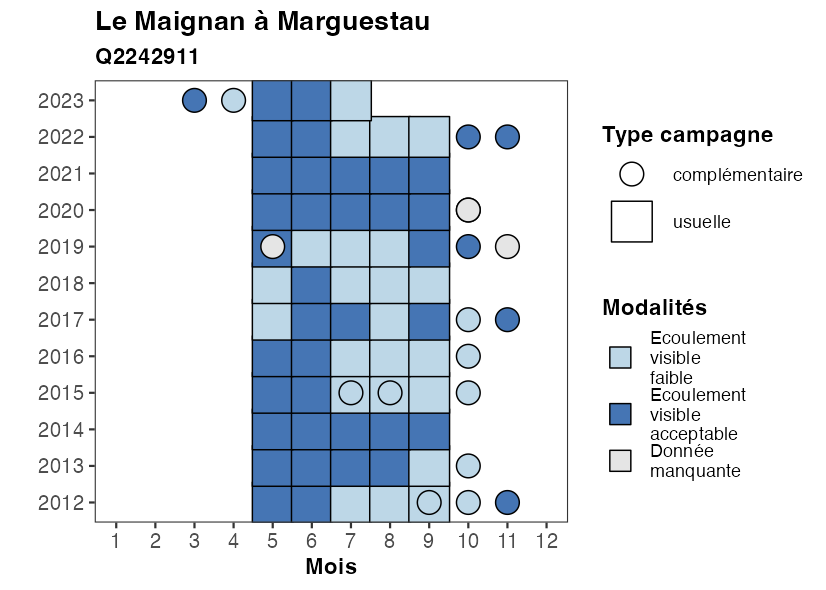 Le Maignan à Marguestau
Q2242911
2023
2022
2021
2020
2019
2018
2017
2016
2015
2014
2013
2012
1 2 3 4 5 6 7 8 9 10 11 12
Mois
Type campagne
complémentaire
usuelle
Modalités
Ecoulement
visible
faible
Ecoulement
visible
acceptable
Donnée
manquante